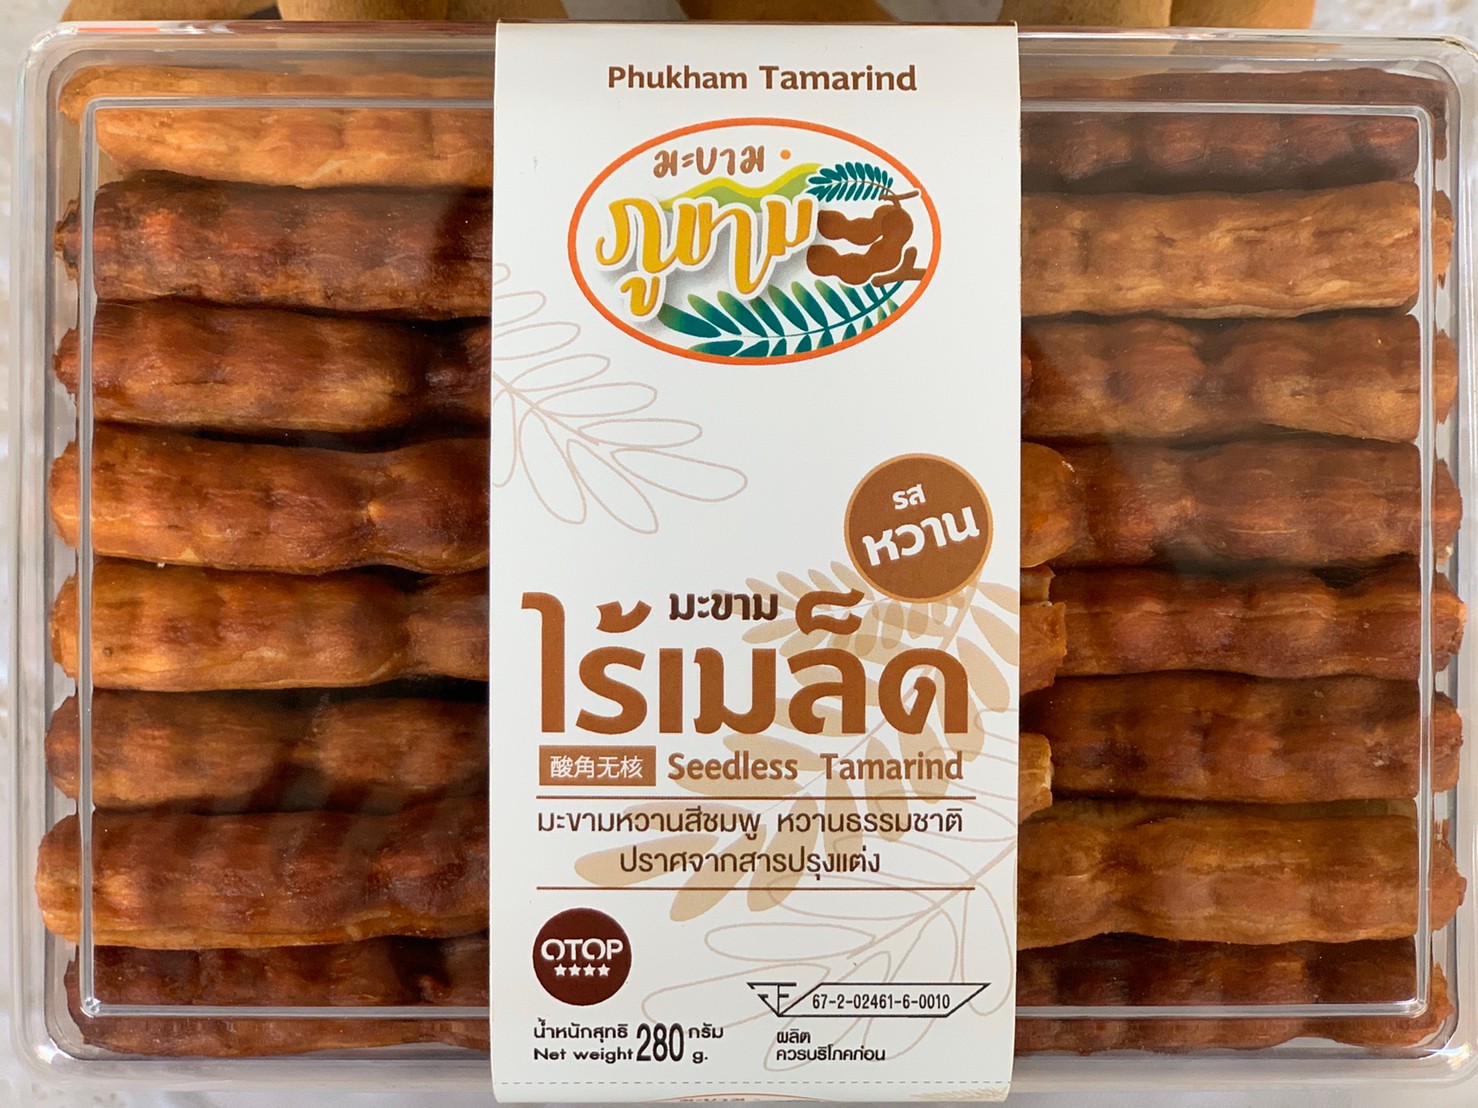 Phukham Tamarind
มะขาม
ภูขาม
รส
หวาน
มะขาม
ไร้เมล็ด
酸角无核 Seedless Tamarind
มะขามหวานสีชมพู หวานธรรมชาติ
ปราศจากสารปรุงแต่ง
OTOP
67-2-02461-6-0010
น้ำหนักสุทธิ 280 กรัม
Net weight g.
ผลิต
ควรบริโภคก่อน